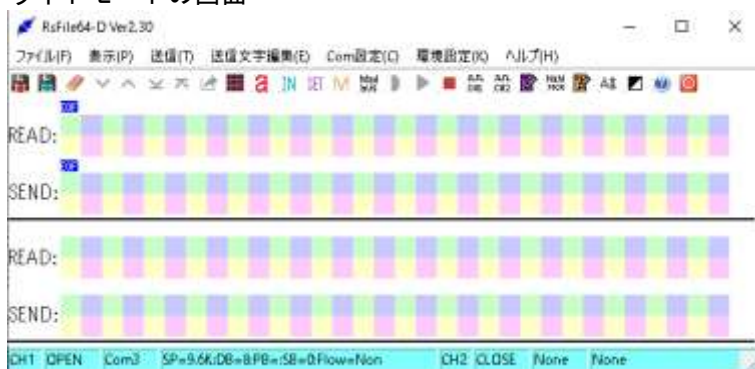 RsFile64-D Ver2.30
ファイル(F) 表示(P) 送信(T) 送信文字編集(E) Com設定(C) 環境設定(K) ヘルプ(H)
READ:
SEND:
READ:
SEND:
CH1 OPEN Com3 SP=9.6K:DB=8:PB=:SB=0:Flow=Non CH2 CLOSE None None